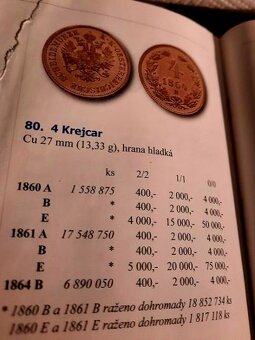 4
1860
80. 4 Krejcar
Cu 27 mm (13,33 g), hrana hladká
ks 2/2 1/1 0/0
1860 A 1 558 875 400,- 2 000,- 4 000,-
B * 400,- 2 000,- 4 000,-
E * 4 000,- 15 000,- 50 000,-
1861 A 17 548 750 400,- 2 000,- 4 000,-
B * 400,- 2 000,- 4 000,-
E * 5 000,- 20 000,- 75 000,-
1864 B 6 890 050 400,- 2 000,- 4 000,-
* 1860 B a 1861 B raženo dohromady 18 852 734 ks
1860 E a 1861 E raženo dohromady 1 817 118 ks